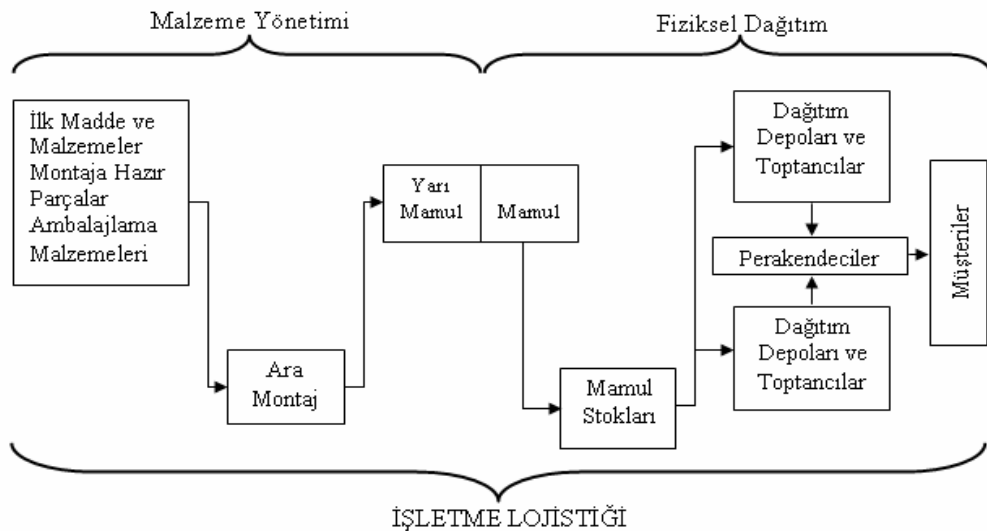 Malzeme Yönetimi
Fiziksel Dağıtım
İlk Madde ve
Malzemeler
Montaja Hazır
Parçalar
Ambalajlama
Malzemeleri
Ara
Montaj
Yarı
Mamul
Mamul
Mamul
Stokları
Dağıtım
Depoları ve
Toptancılar
Perakendeciler
Dağıtım
Depoları ve
Toptancılar
Müşteriler
İŞLETME LOJİSTİĞİ